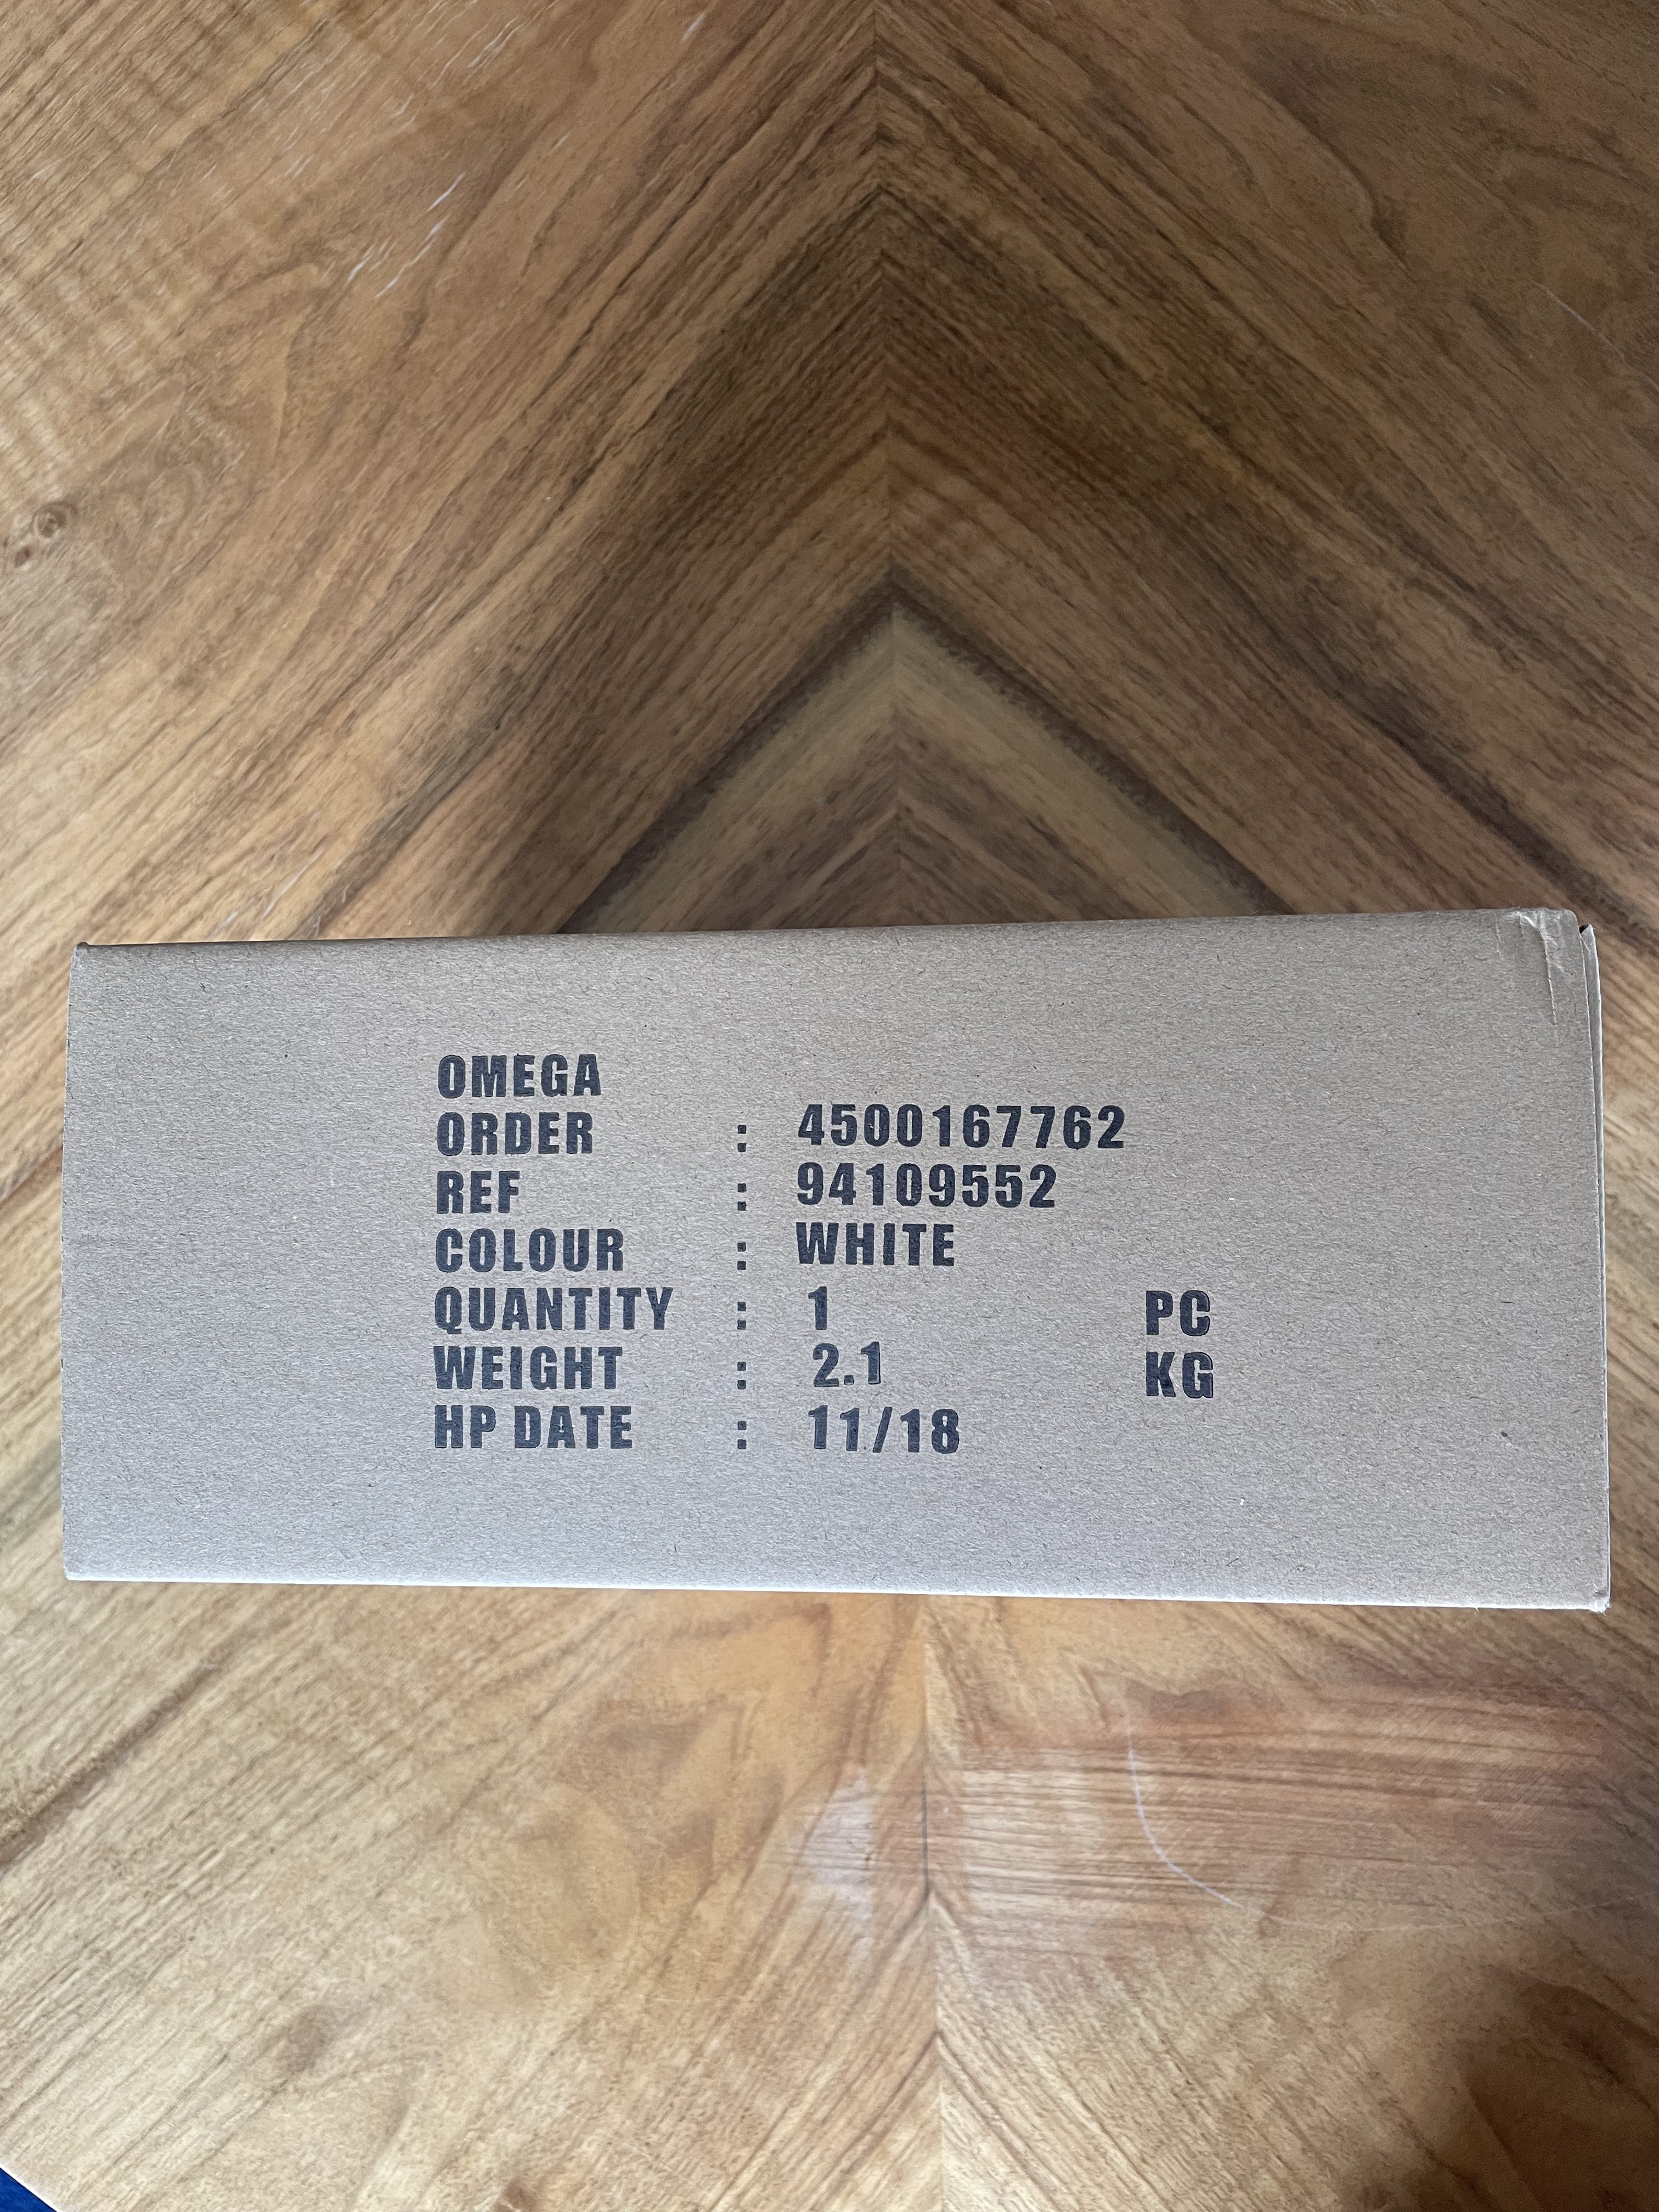 OMEGA
ORDER : 4500167762
REF : 94109552
COLOUR : WHITE
QUANTITY : 1 PC
WEIGHT : 2.1 KG
HP DATE : 11/18